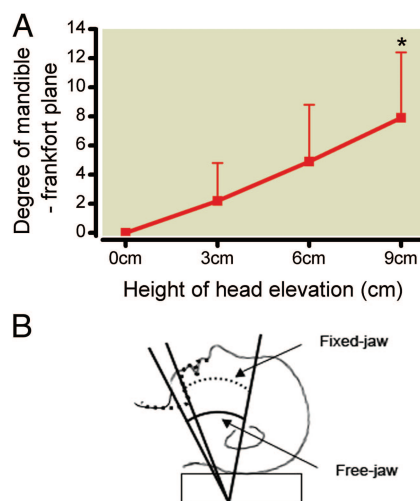 A
Degree of mandible
- frankfort plane
14
12
10
8
6
4
2
0
*
0cm 3cm 6cm 9cm
Height of head elevation (cm)
B
Fixed-jaw
Free-jaw